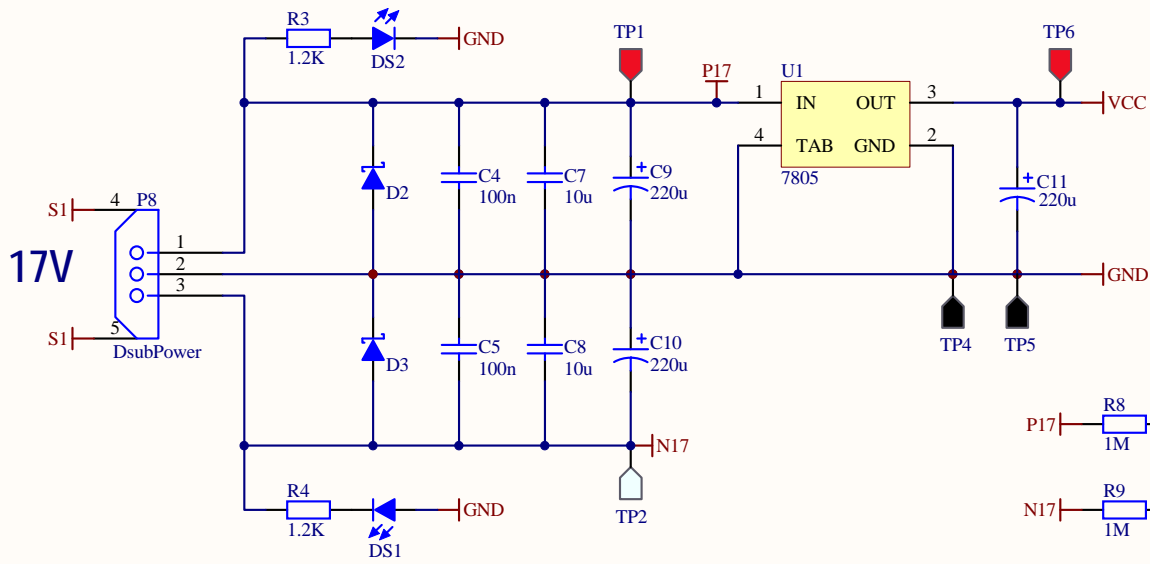 R3
1.2K
DS2
GND
TP1
P17
U1
TP6
1
IN
OUT
3
VCC
4
TAB
GND
2
7805
D2
C4
100n
C7
10u
+
C9
220u
+
C11
220u
S1
4
P8
17V
1
2
3
GND
S1
5
DsubPower
D3
C5
100n
C8
10u
+
C10
220u
TP4
TP5
N17
TP2
P17
R8
1M
R4
1.2K
DS1
GND
N17
R9
1M